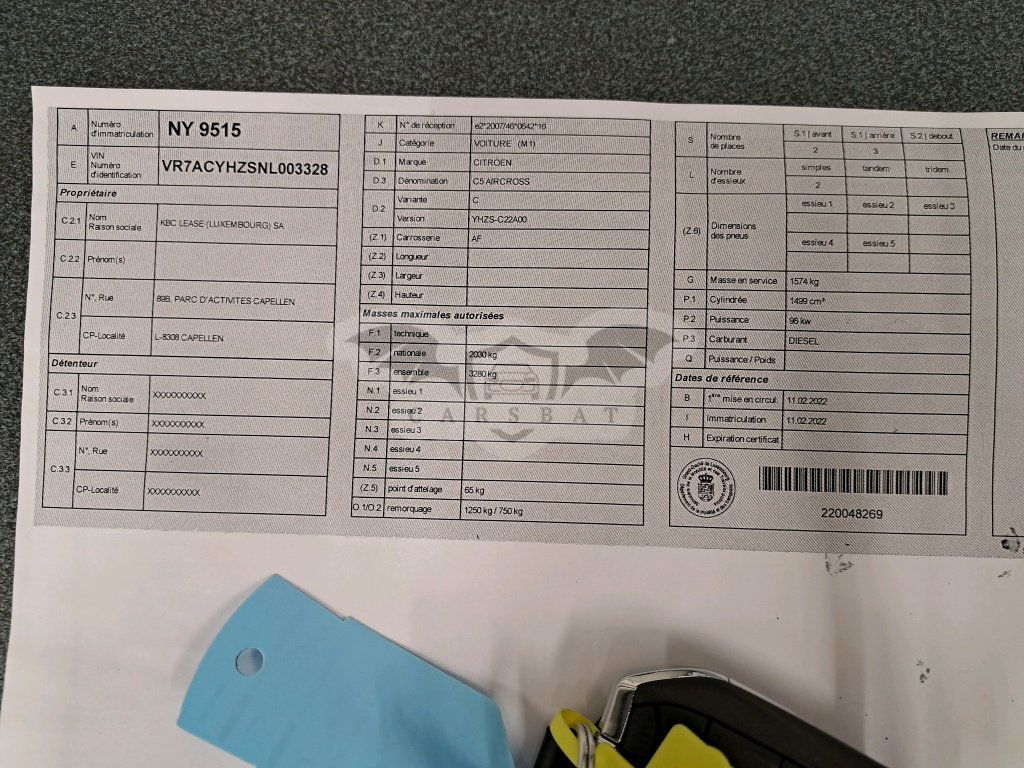 A Numéro d'immatriculation NY 9515
E VIN Numéro d'identification VR7ACYHZSNL003328
Propriétaire
C.2.1 Nom Raison sociale KBC LEASE (LUXEMBOURG) SA
C.2.2 Prénom(s)
C.2.3 N°, Rue 89B, PARC D'ACTIVITES CAPELLEN
CP-Localité L-8308 CAPELLEN
Détenteur
C.3.1 Nom Raison sociale XXXXXXXXXX
C.3.2 Prénom(s) XXXXXXXXXX
C.3.3 N°, Rue XXXXXXXXXX
CP-Localité XXXXXXXXXX
K N° de réception e2*2007/46*0642*16
J Catégorie VOITURE (M1)
D.1 Marque CITROEN
D.3 Dénomination C5 AIRCROSS
D.2 Variante C
Version YHZS-C22A00
(Z.1) Carrosserie AF
(Z.2) Longueur
(Z.3) Largeur
(Z.4) Hauteur
Masses maximales autorisées
F.1 technique
F.2 nationale 2030 kg
F.3 ensemble 3280 kg
N.1 essieu 1
N.2 essieu 2
N.3 essieu 3
N.4 essieu 4
N.5 essieu 5
(Z.5) point d'attelage 65 kg
O.1/O.2 remorquage 1250 kg / 750 kg
ARSBAT
S Nombre de places S.1 | avant S.1 | arrière S.2 | debout
2 3
L Nombre d'essieux simples tandem tridem
2
(Z.6) Dimensions des pneus essieu 1 essieu 2 essieu 3
essieu 4 essieu 5
G Masse en service 1574 kg
P.1 Cylindrée 1499 cm³
P.2 Puissance 96 kw
P.3 Carburant DIESEL
Q Puissance / Poids
Dates de référence
B 1ère mise en circul. 11.02.2022
I Immatriculation 11.02.2022
H Expiration certificat
220048269
REMAR
Date du